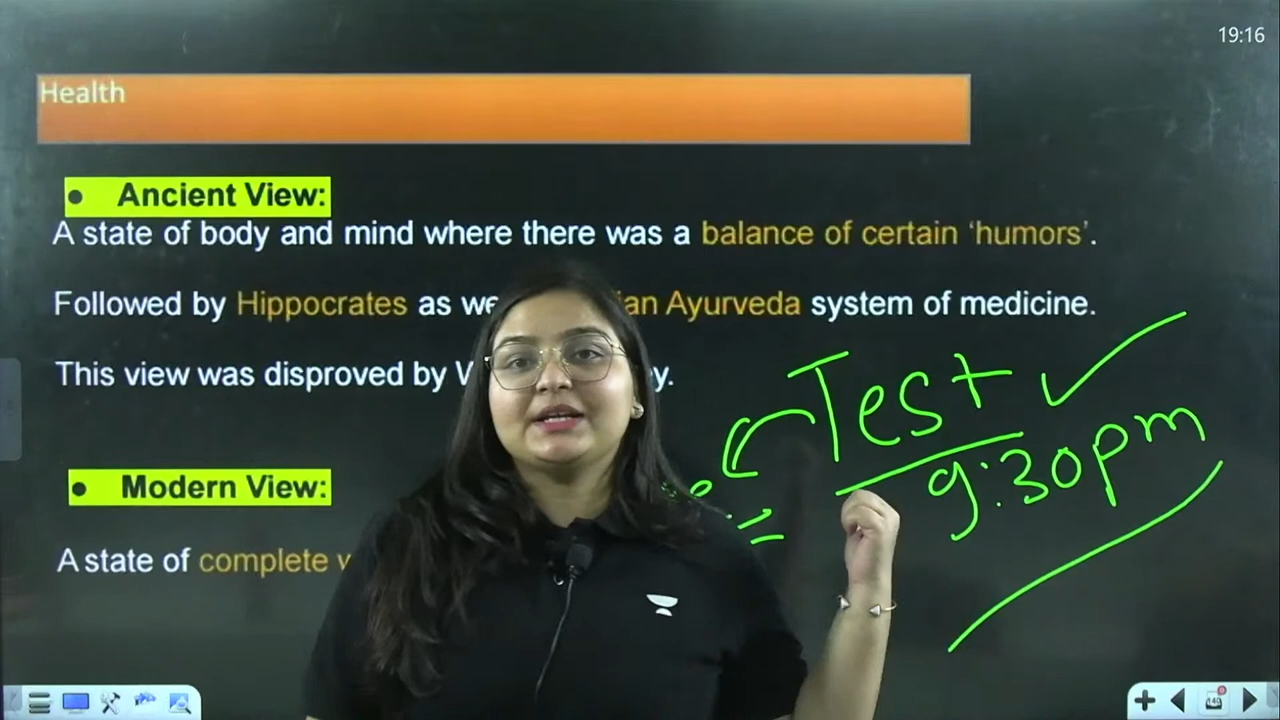 19:16
Health
• Ancient View:
A state of body and mind where there was a balance of certain ‘humors’.
Followed by Hippocrates as Ayurveda system of medicine.
This view was disproved by
Test
9:30pm
• Modern View:
A state of complete